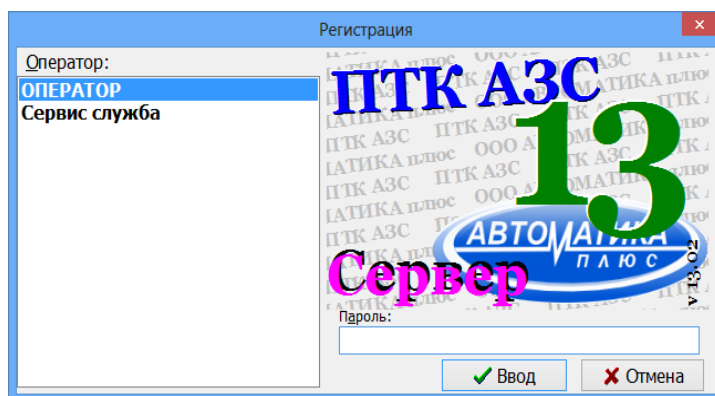 Регистрация
Оператор:
ОПЕРАТОР
Сервис служба
ПТК АЗС
13
АВТОМАТИКА
ПЛЮС
Сервер
v 13.02
Пароль:
Ввод
Отмена